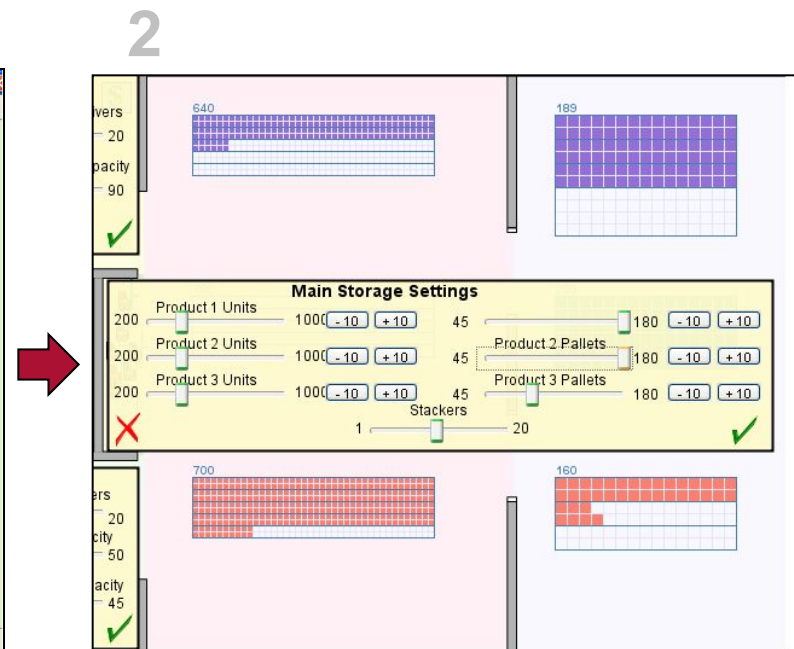 2
640
189
ivers
20
pacity
90
Main Storage Settings
Product 1 Units
200 1000 -10 +10 45 180 -10 +10
Product 2 Units Product 2 Pallets
200 1000 -10 +10 45 180 -10 +10
Product 3 Units Product 3 Pallets
200 1000 -10 +10 45 180 -10 +10
Stackers
1 20
700
160
ers
20
city
50
acity
45